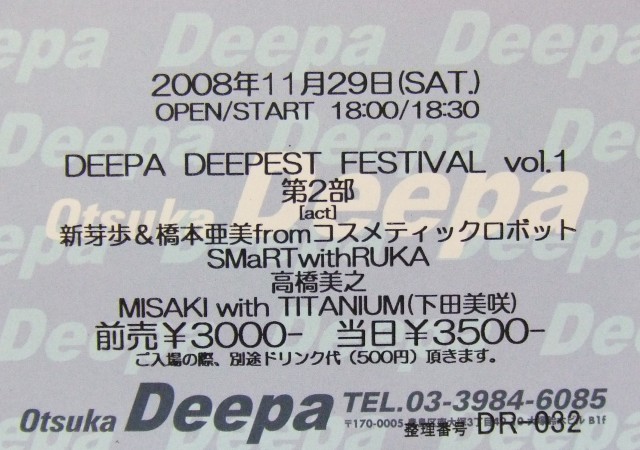 2008年11月29日(SAT.)
OPEN/START 18:00/18:30
DEEPA DEEPEST FESTIVAL vol.1
第2部
[act]
新芽歩＆橋本亜美fromコスメティックロボット
SMaRTwithRUKA
高橋美之
MISAKI with TITANIUM(下田美咲)
前売￥3000- 当日￥3500-
ご入場の際、別途ドリンク代（500円）頂きます。
Otsuka Deepa TEL.03-3984-6085
〒170-0005 B1f
整理番号 DR-032